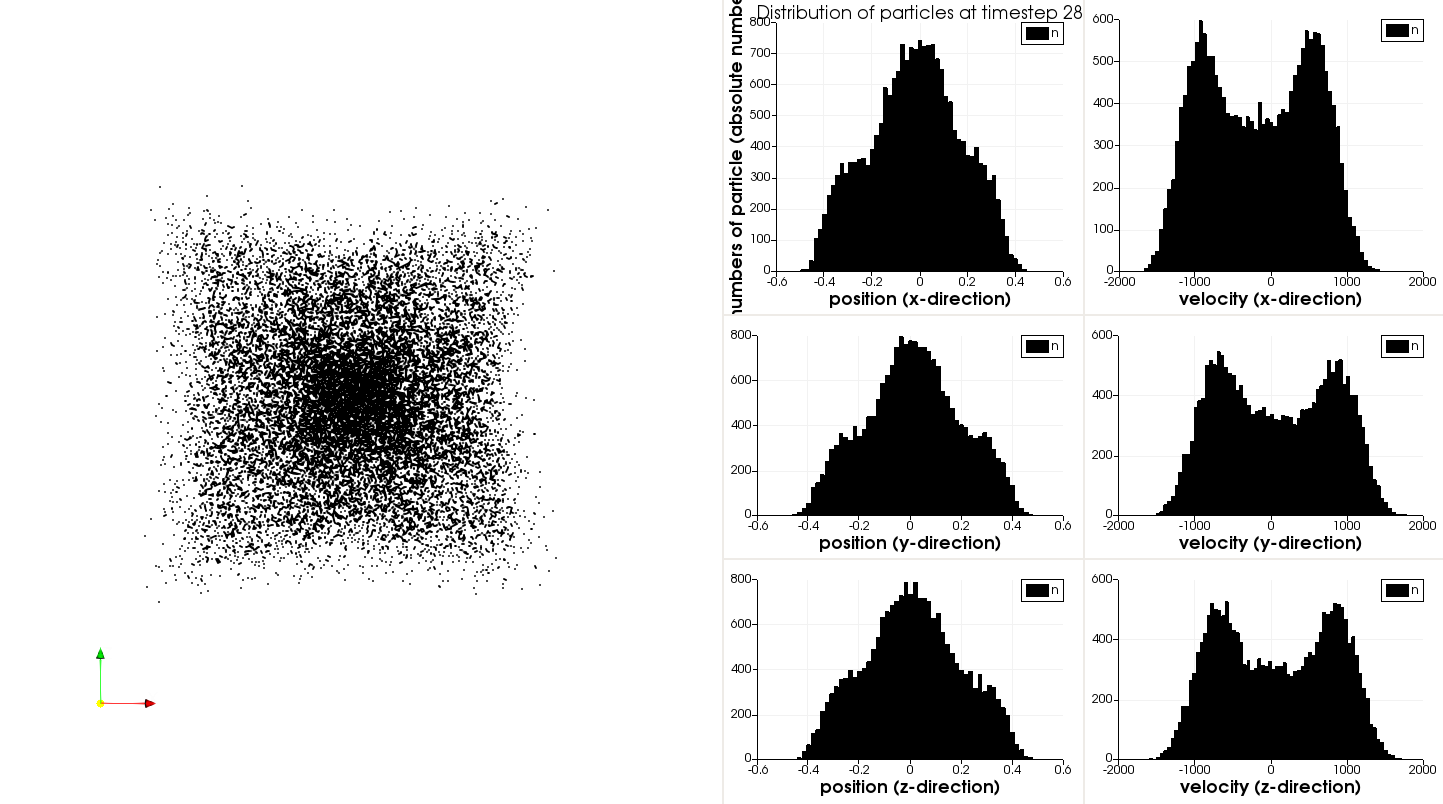 Distribution of particles at timestep 28
numbers of particle (absolute numbe
800
700
600
500
400
300
200
100
0
n
-0.6 -0.4 -0.2 0 0.2 0.4 0.6
position (x-direction)
600
500
400
300
200
100
0
n
-2000 -1000 0 1000 2000
velocity (x-direction)
800
600
400
200
0
n
-0.6 -0.4 -0.2 0 0.2 0.4 0.6
position (y-direction)
600
400
200
0
n
-2000 -1000 0 1000 2000
velocity (y-direction)
800
600
400
200
0
n
-0.6 -0.4 -0.2 0 0.2 0.4 0.6
position (z-direction)
600
400
200
0
n
-2000 -1000 0 1000 2000
velocity (z-direction)